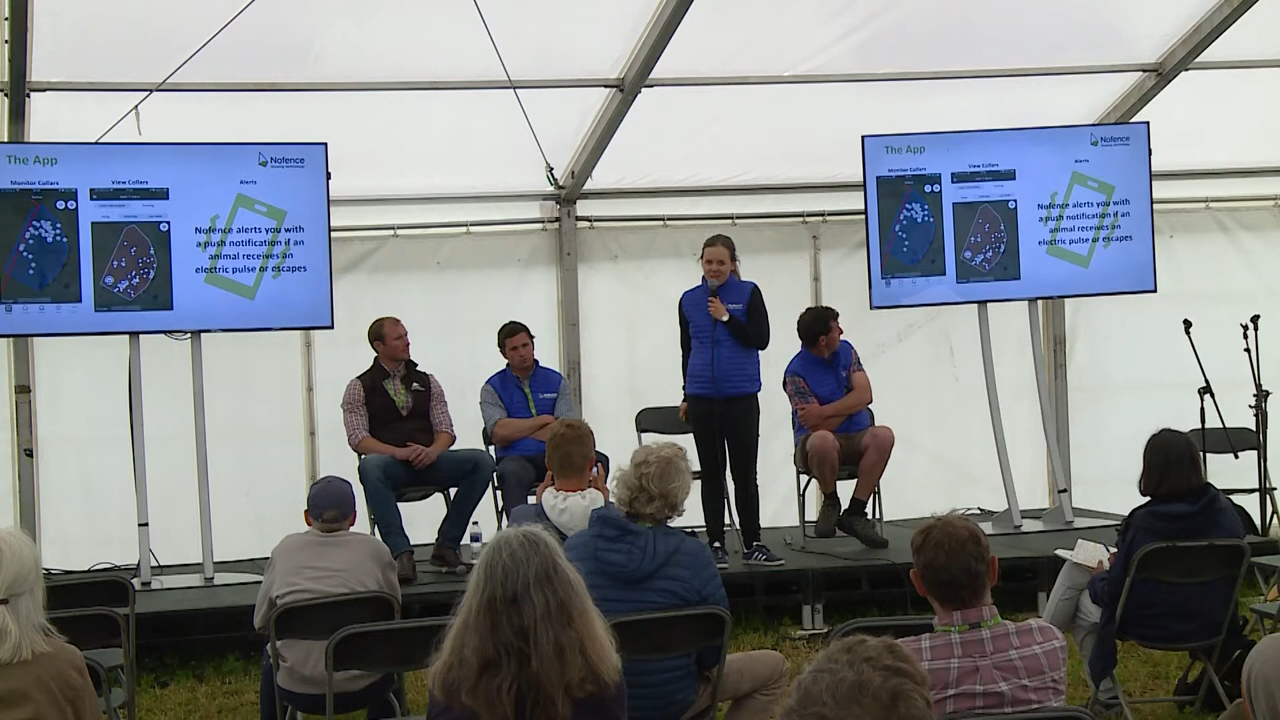 The App
Nofence
Monitor Collars
View Collars
Alerts
Nofence alerts you with
a push notification if an
animal receives an
electric pulse or escapes
The App
Nofence
Monitor Collars
View Collars
Alerts
Nofence alerts you with
a push notification if an
animal receives an
electric pulse or escapes